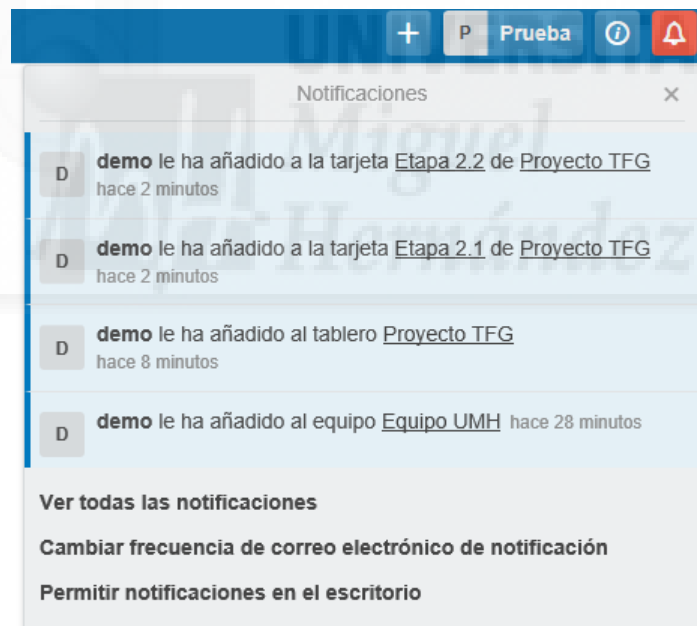 UNIVERSITAS
Miguel
Hernández
P Prueba
Notificaciones
D
demo le ha añadido a la tarjeta Etapa 2.2 de Proyecto TFG
hace 2 minutos
D
demo le ha añadido a la tarjeta Etapa 2.1 de Proyecto TFG
hace 2 minutos
D
demo le ha añadido al tablero Proyecto TFG
hace 8 minutos
D
demo le ha añadido al equipo Equipo UMH hace 28 minutos
Ver todas las notificaciones
Cambiar frecuencia de correo electrónico de notificación
Permitir notificaciones en el escritorio